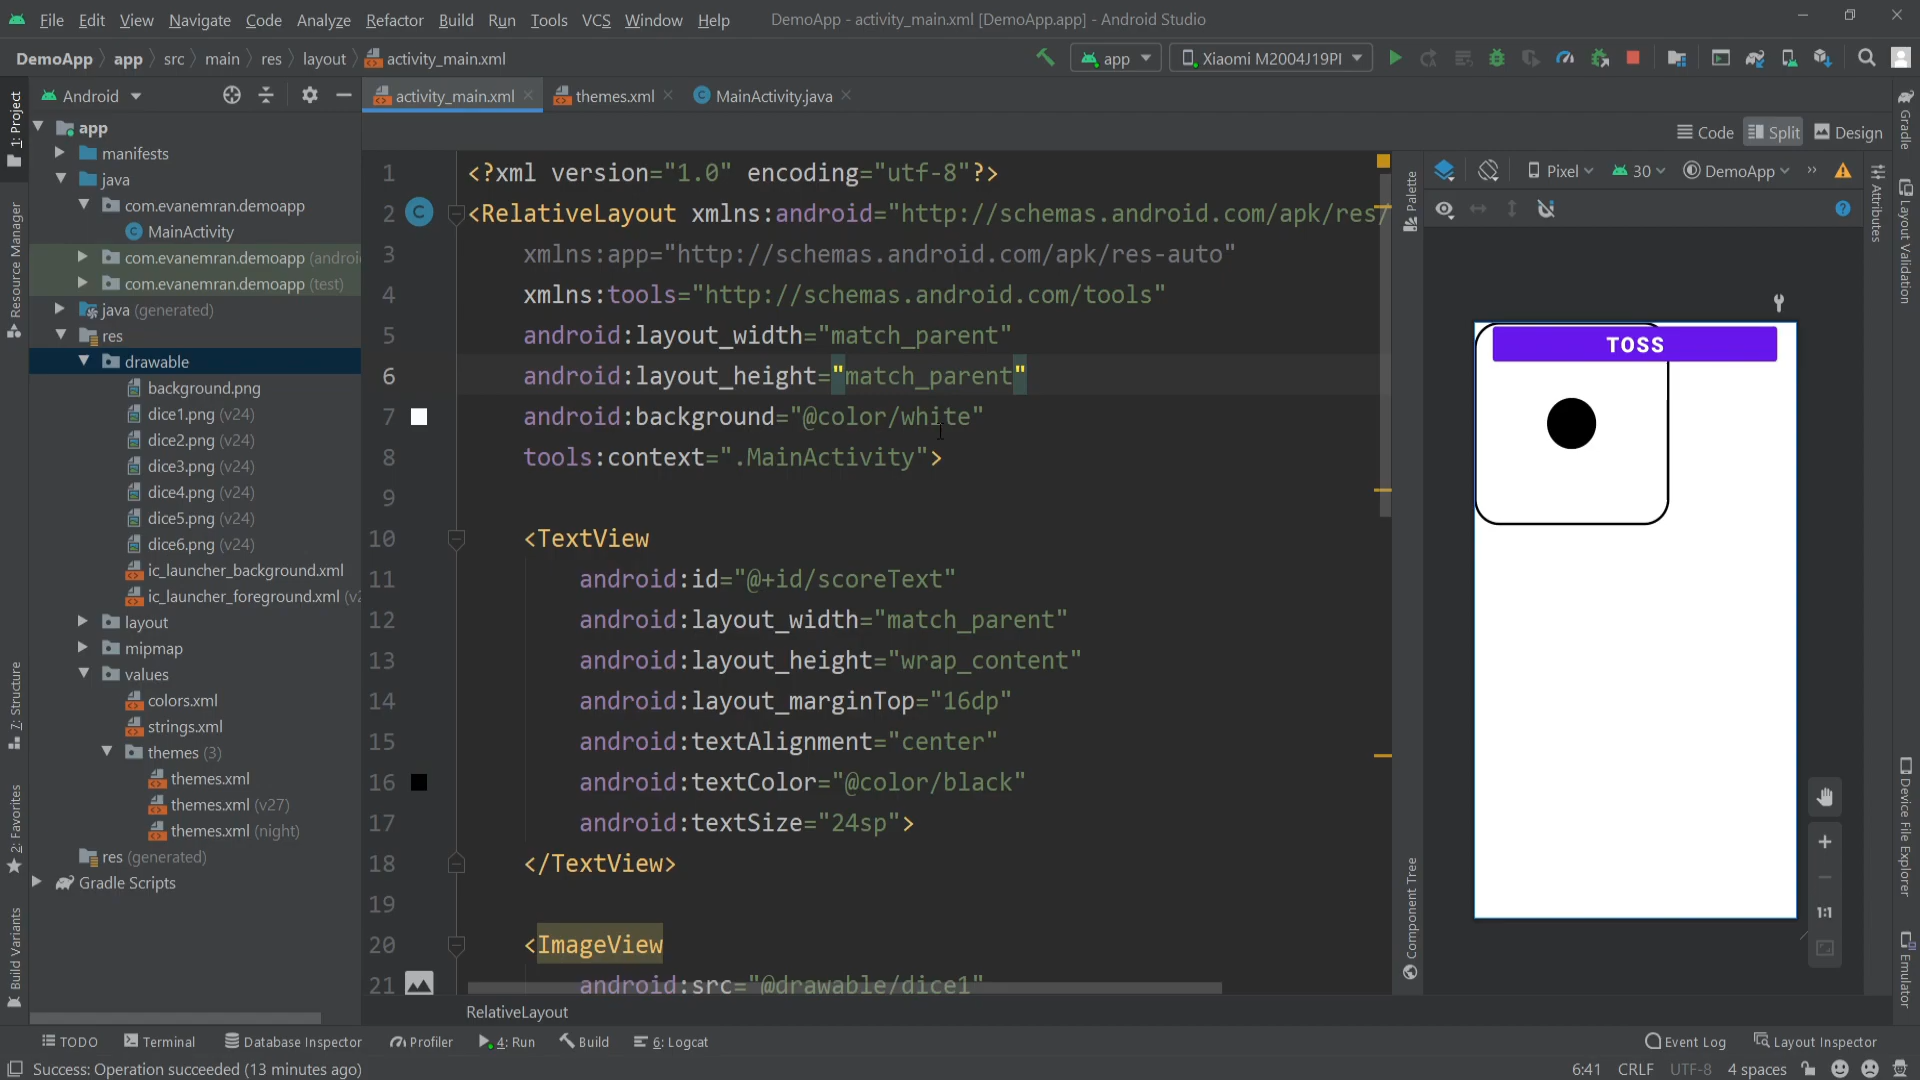 File Edit View Navigate Code Analyze Refactor Build Run Tools VCS Window Help DemoApp - activity_main.xml [DemoApp.app] - Android Studio
DemoApp app src main res layout activity_main.xml app Xiaomi M2004J19PI
Android activity_main.xml themes.xml MainActivity.java
Code Split Design
Pixel 30 DemoApp
1: Project
Resource Manager
7: Structure
2: Favorites
Build Variants
app
manifests
java
com.evanemran.demoapp
MainActivity
com.evanemran.demoapp (androi
com.evanemran.demoapp (test)
java (generated)
res
drawable
background.png
dice1.png (v24)
dice2.png (v24)
dice3.png (v24)
dice4.png (v24)
dice5.png (v24)
dice6.png (v24)
ic_launcher_background.xml
ic_launcher_foreground.xml (v2
layout
mipmap
values
colors.xml
strings.xml
themes (3)
themes.xml
themes.xml (v27)
themes.xml (night)
res (generated)
Gradle Scripts
1 <?xml version="1.0" encoding="utf-8"?>
2 <RelativeLayout xmlns:android="http://schemas.android.com/apk/res/
3 xmlns:app="http://schemas.android.com/apk/res-auto"
4 xmlns:tools="http://schemas.android.com/tools"
5 android:layout_width="match_parent"
6 android:layout_height="match_parent"
7 android:background="@color/white"
8 tools:context=".MainActivity">
9
10 <TextView
11 android:id="@+id/scoreText"
12 android:layout_width="match_parent"
13 android:layout_height="wrap_content"
14 android:layout_marginTop="16dp"
15 android:textAlignment="center"
16 android:textColor="@color/black"
17 android:textSize="24sp">
18 </TextView>
19
20 <ImageView
21 android:src="@drawable/dice1"
RelativeLayout
Palette
Component Tree
TOSS
1:1
Attributes
Gradle
Layout Validation
Device File Explorer
Emulator
TODO Terminal Database Inspector Profiler 4: Run Build 6: Logcat Event Log Layout Inspector
Success: Operation succeeded (13 minutes ago) 6:41 CRLF UTF-8 4 spaces